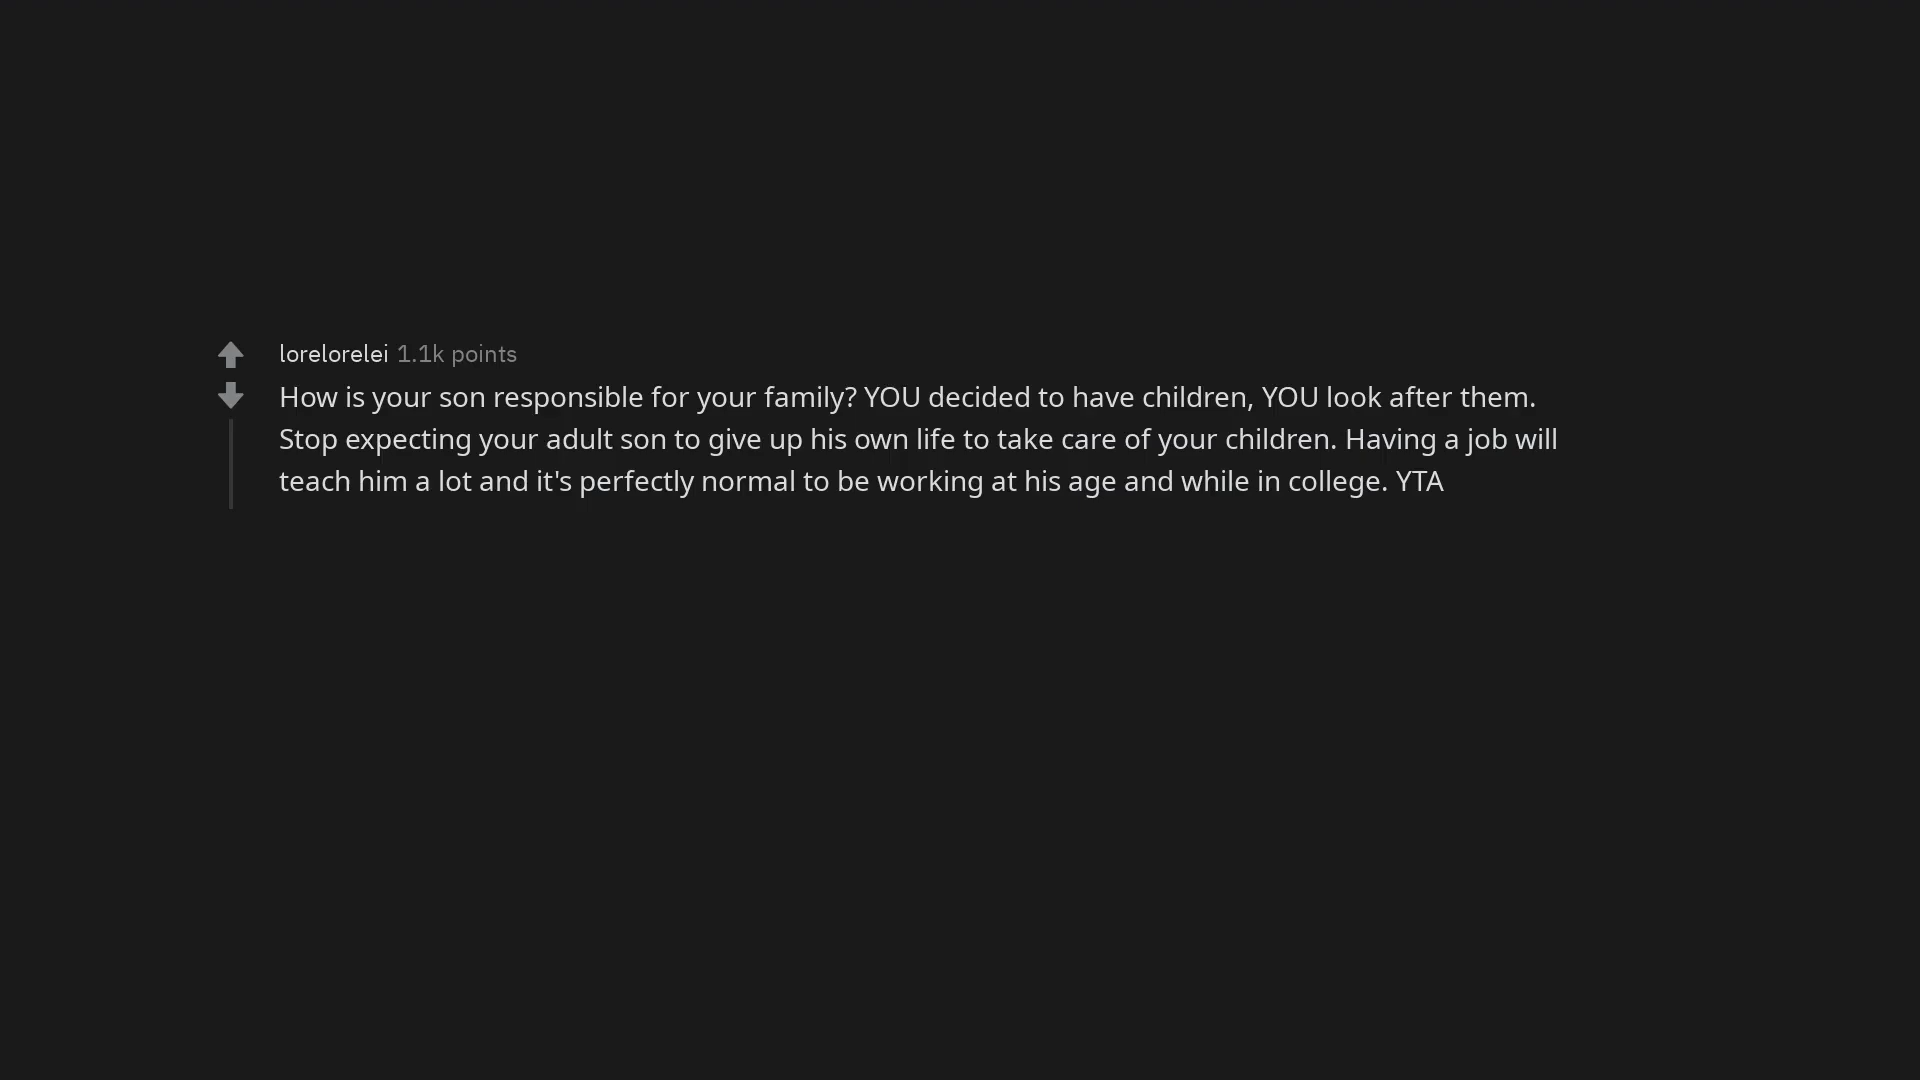 lorelorelei 1.1k points
How is your son responsible for your family? YOU decided to have children, YOU look after them.
Stop expecting your adult son to give up his own life to take care of your children. Having a job will
teach him a lot and it's perfectly normal to be working at his age and while in college. YTA